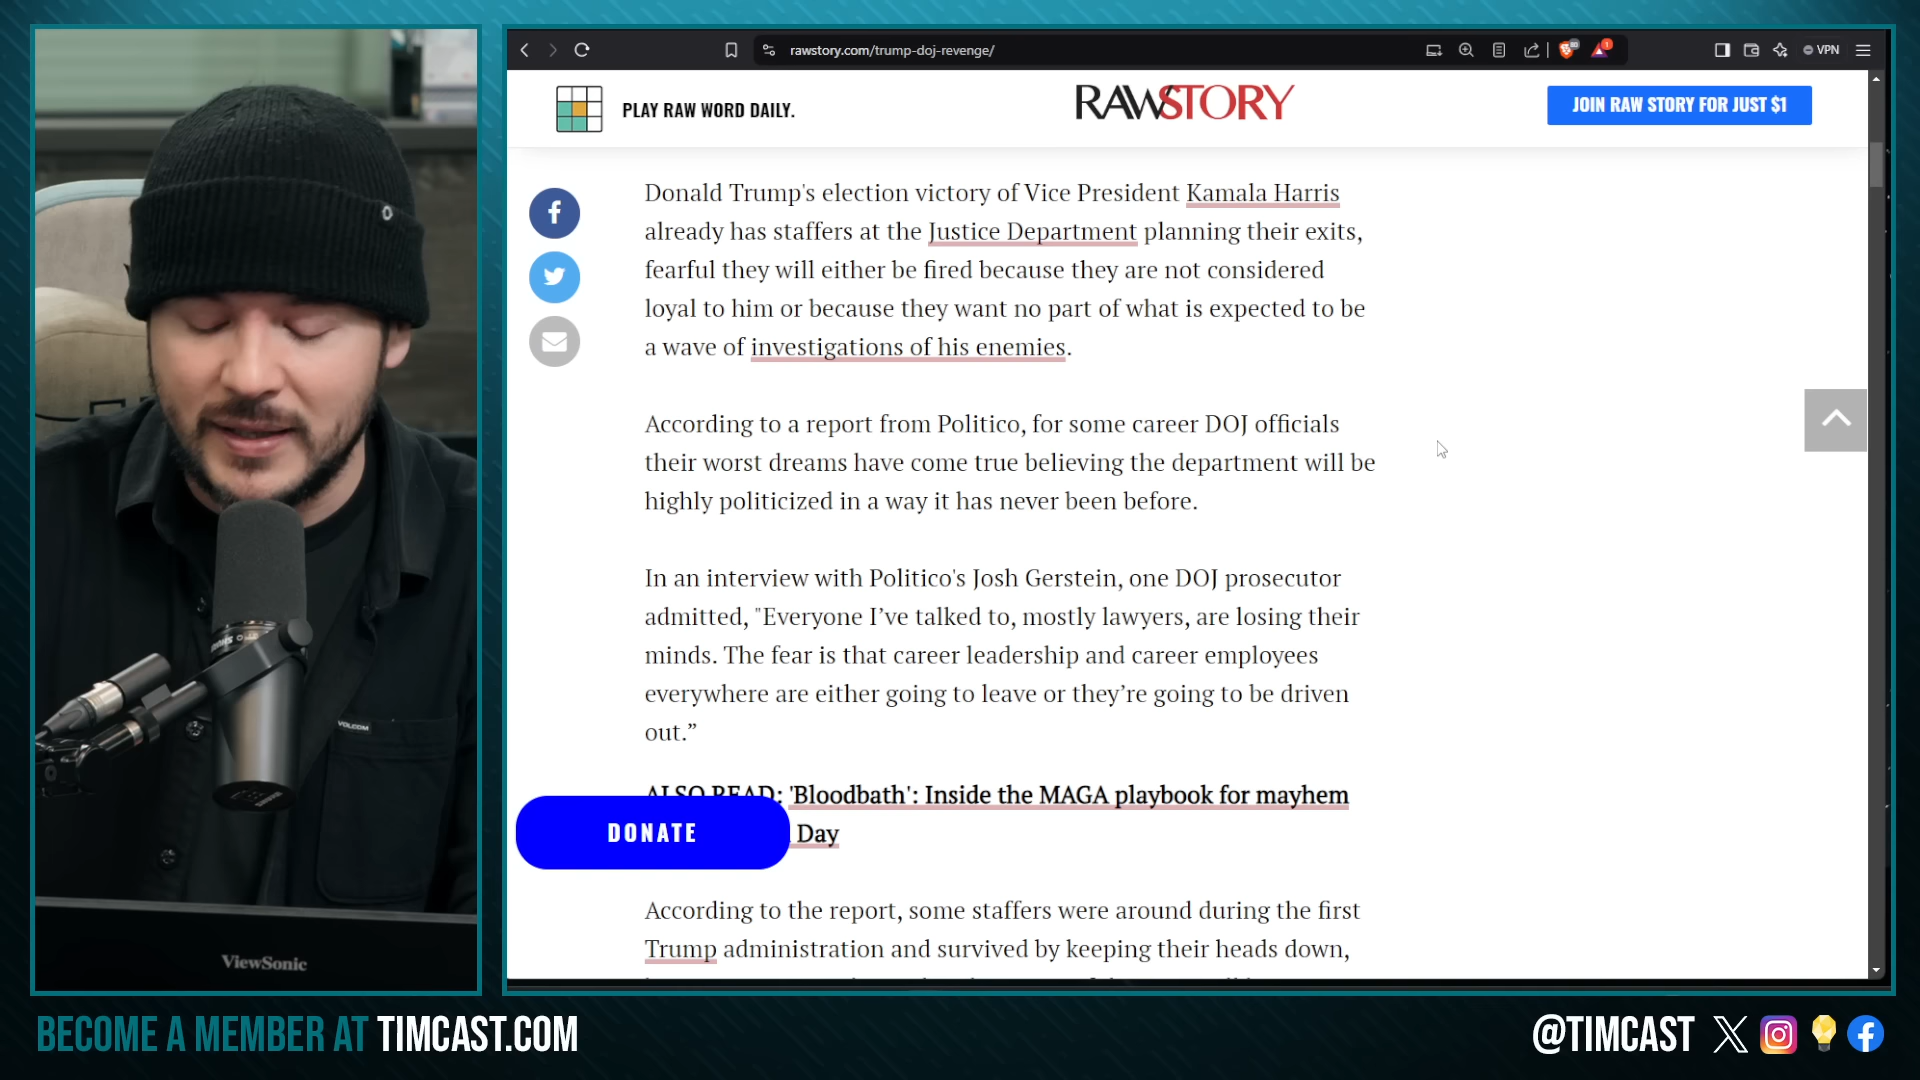 rawstory.com/trump-doj-revenge/
VPN
PLAY RAW WORD DAILY.
RAWSTORY
JOIN RAW STORY FOR JUST $1
Donald Trump's election victory of Vice President Kamala Harris
already has staffers at the Justice Department planning their exits,
fearful they will either be fired because they are not considered
loyal to him or because they want no part of what is expected to be
a wave of investigations of his enemies.
According to a report from Politico, for some career DOJ officials
their worst dreams have come true believing the department will be
highly politicized in a way it has never been before.
In an interview with Politico's Josh Gerstein, one DOJ prosecutor
admitted, "Everyone I’ve talked to, mostly lawyers, are losing their
minds. The fear is that career leadership and career employees
everywhere are either going to leave or they’re going to be driven
out.”
ALSO READ: 'Bloodbath': Inside the MAGA playbook for mayhem
Day
DONATE
According to the report, some staffers were around during the first
Trump administration and survived by keeping their heads down,
VOLCOM
ViewSonic
BECOME A MEMBER AT TIMCAST.COM
@TIMCAST